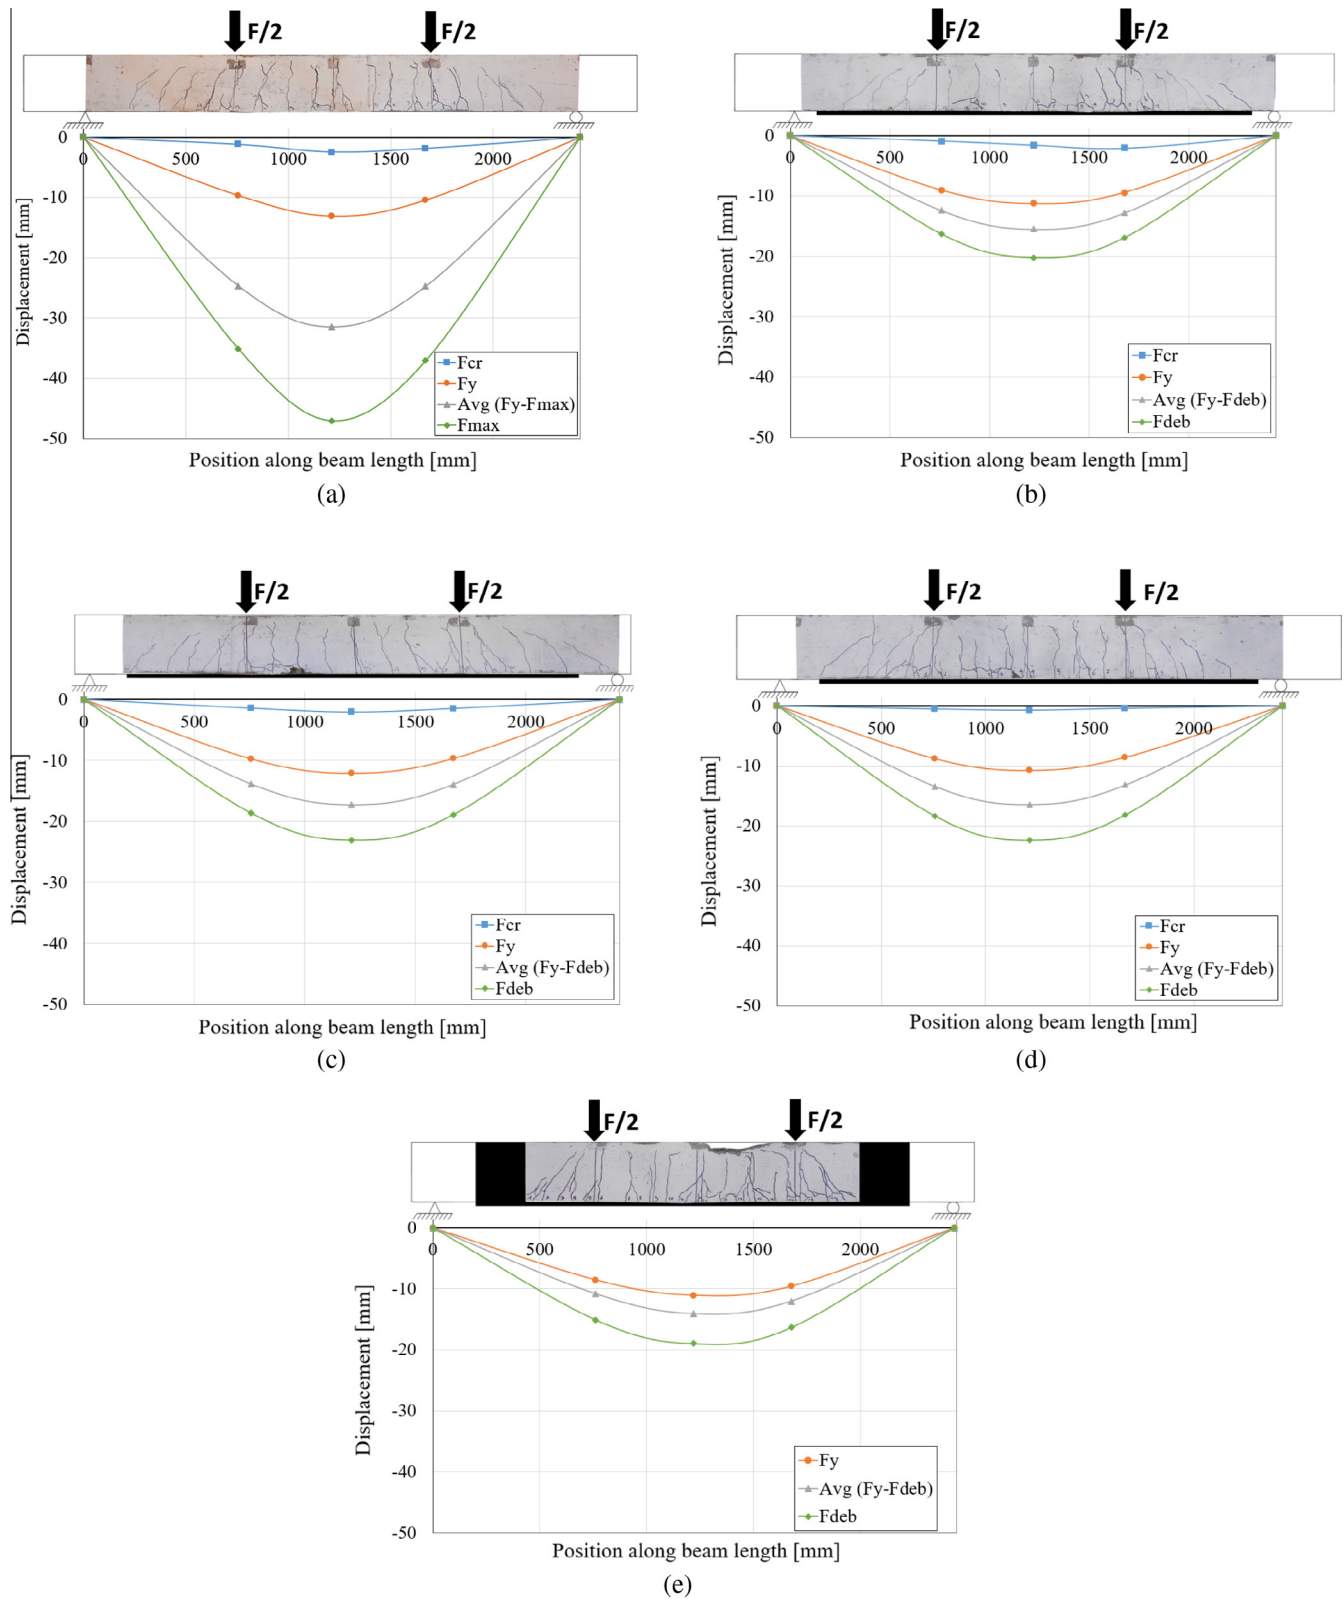 F/2 F/2
0
0 500 1000 1500 2000
-10
-20
-30
-40
-50
Displacement [mm]
Fcr
Fy
Avg (Fy-Fmax)
Fmax
Position along beam length [mm]
(a)
F/2 F/2
0
0 500 1000 1500 2000
-10
-20
-30
-40
-50
Displacement [mm]
Fcr
Fy
Avg (Fy-Fdeb)
Fdeb
Position along beam length [mm]
(b)
F/2 F/2
0
0 500 1000 1500 2000
-10
-20
-30
-40
-50
Displacement [mm]
Fcr
Fy
Avg (Fy-Fdeb)
Fdeb
Position along beam length [mm]
(c)
F/2 F/2
0
0 500 1000 1500 2000
-10
-20
-30
-40
-50
Displacement [mm]
Fcr
Fy
Avg (Fy-Fdeb)
Fdeb
Position along beam length [mm]
(d)
F/2 F/2
0
0 500 1000 1500 2000
-10
-20
-30
-40
-50
Displacement [mm]
Fy
Avg (Fy-Fdeb)
Fdeb
Position along beam length [mm]
(e)